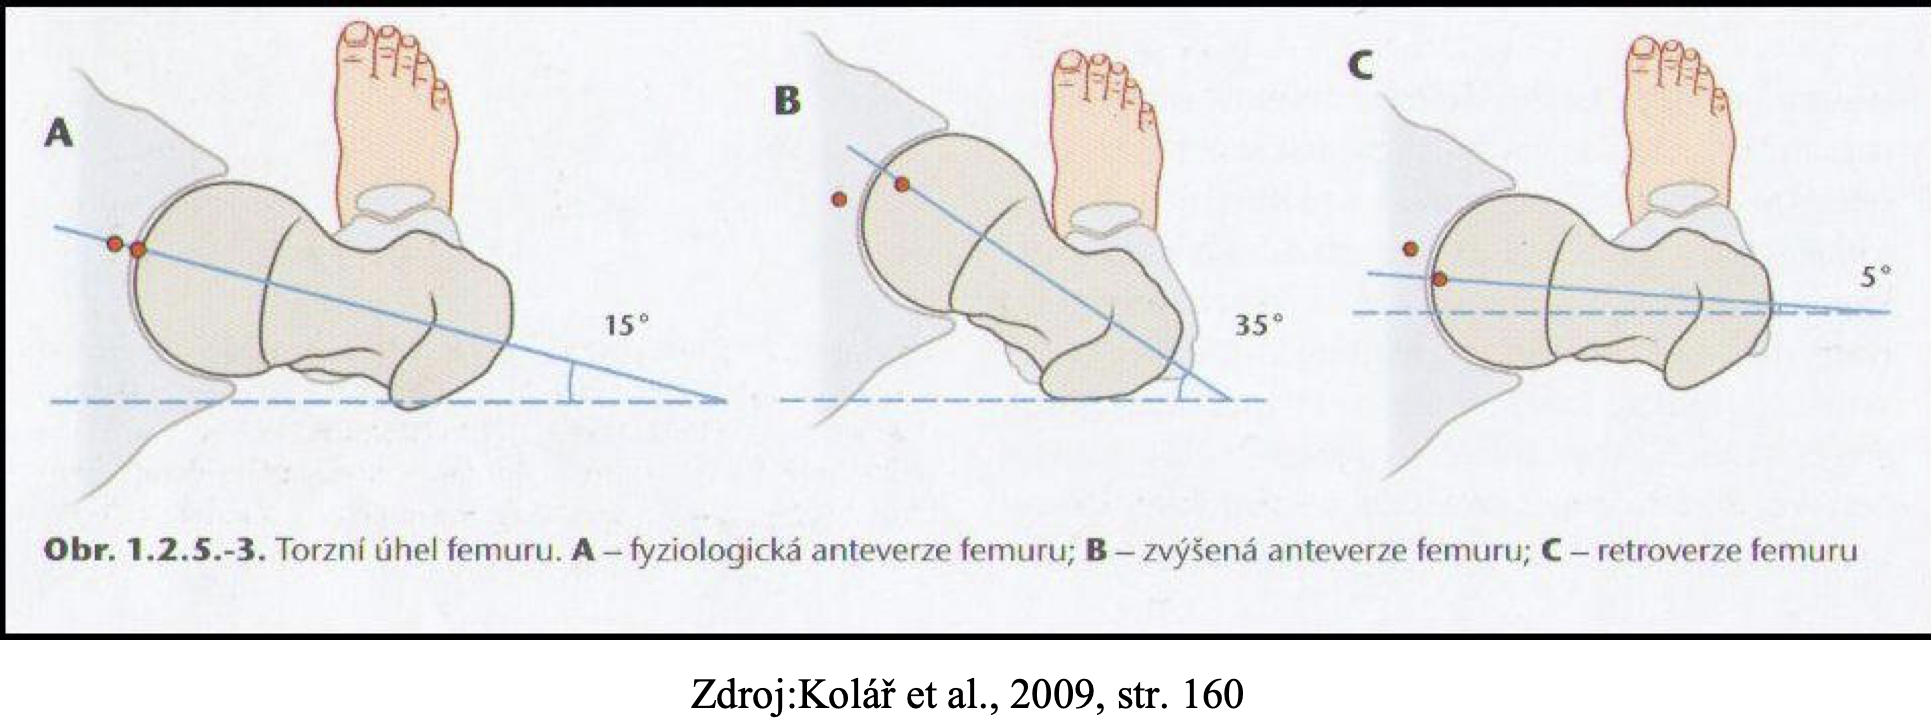 A
B
C
15°
35°
5°
Obr. 1.2.5.-3. Torzní úhel femuru. A – fyziologická anteverze femuru; B – zvýšená anteverze femuru; C – retroverze femuru
Zdroj:Kolář et al., 2009, str. 160